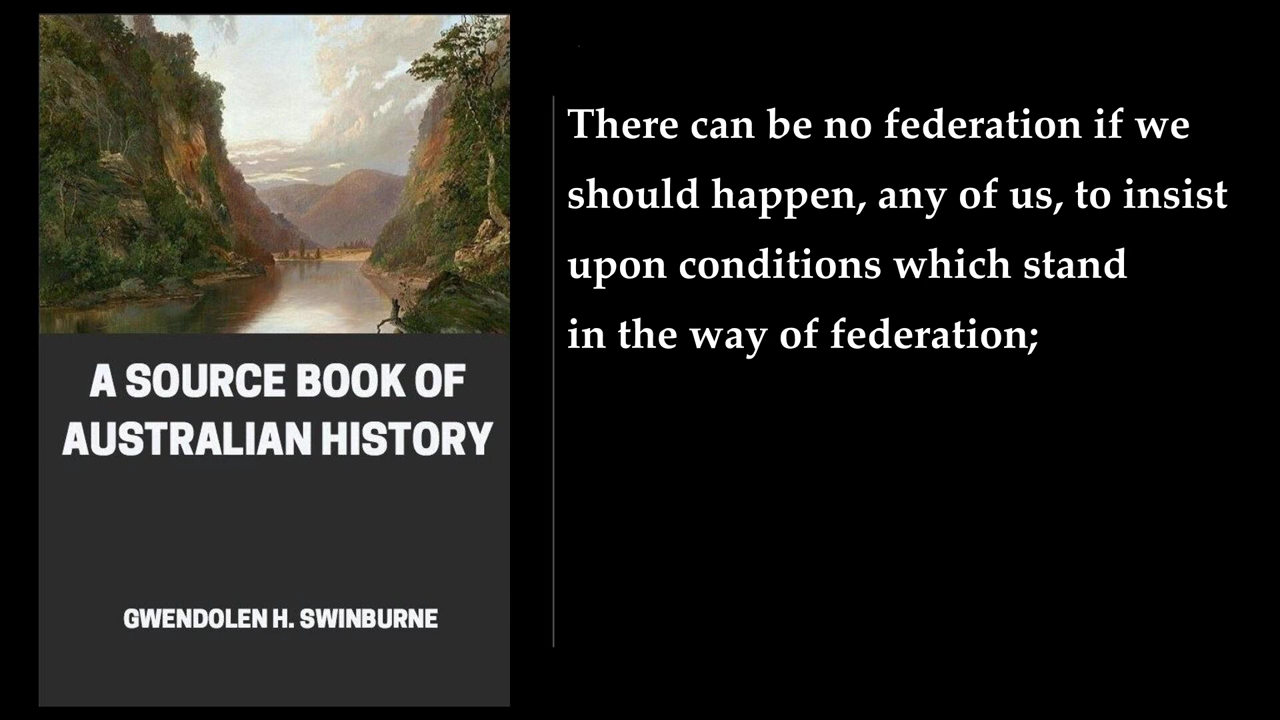 A SOURCE BOOK OF
AUSTRALIAN HISTORY
GWENDOLEN H. SWINBURNE
There can be no federation if we
should happen, any of us, to insist
upon conditions which stand
in the way of federation;